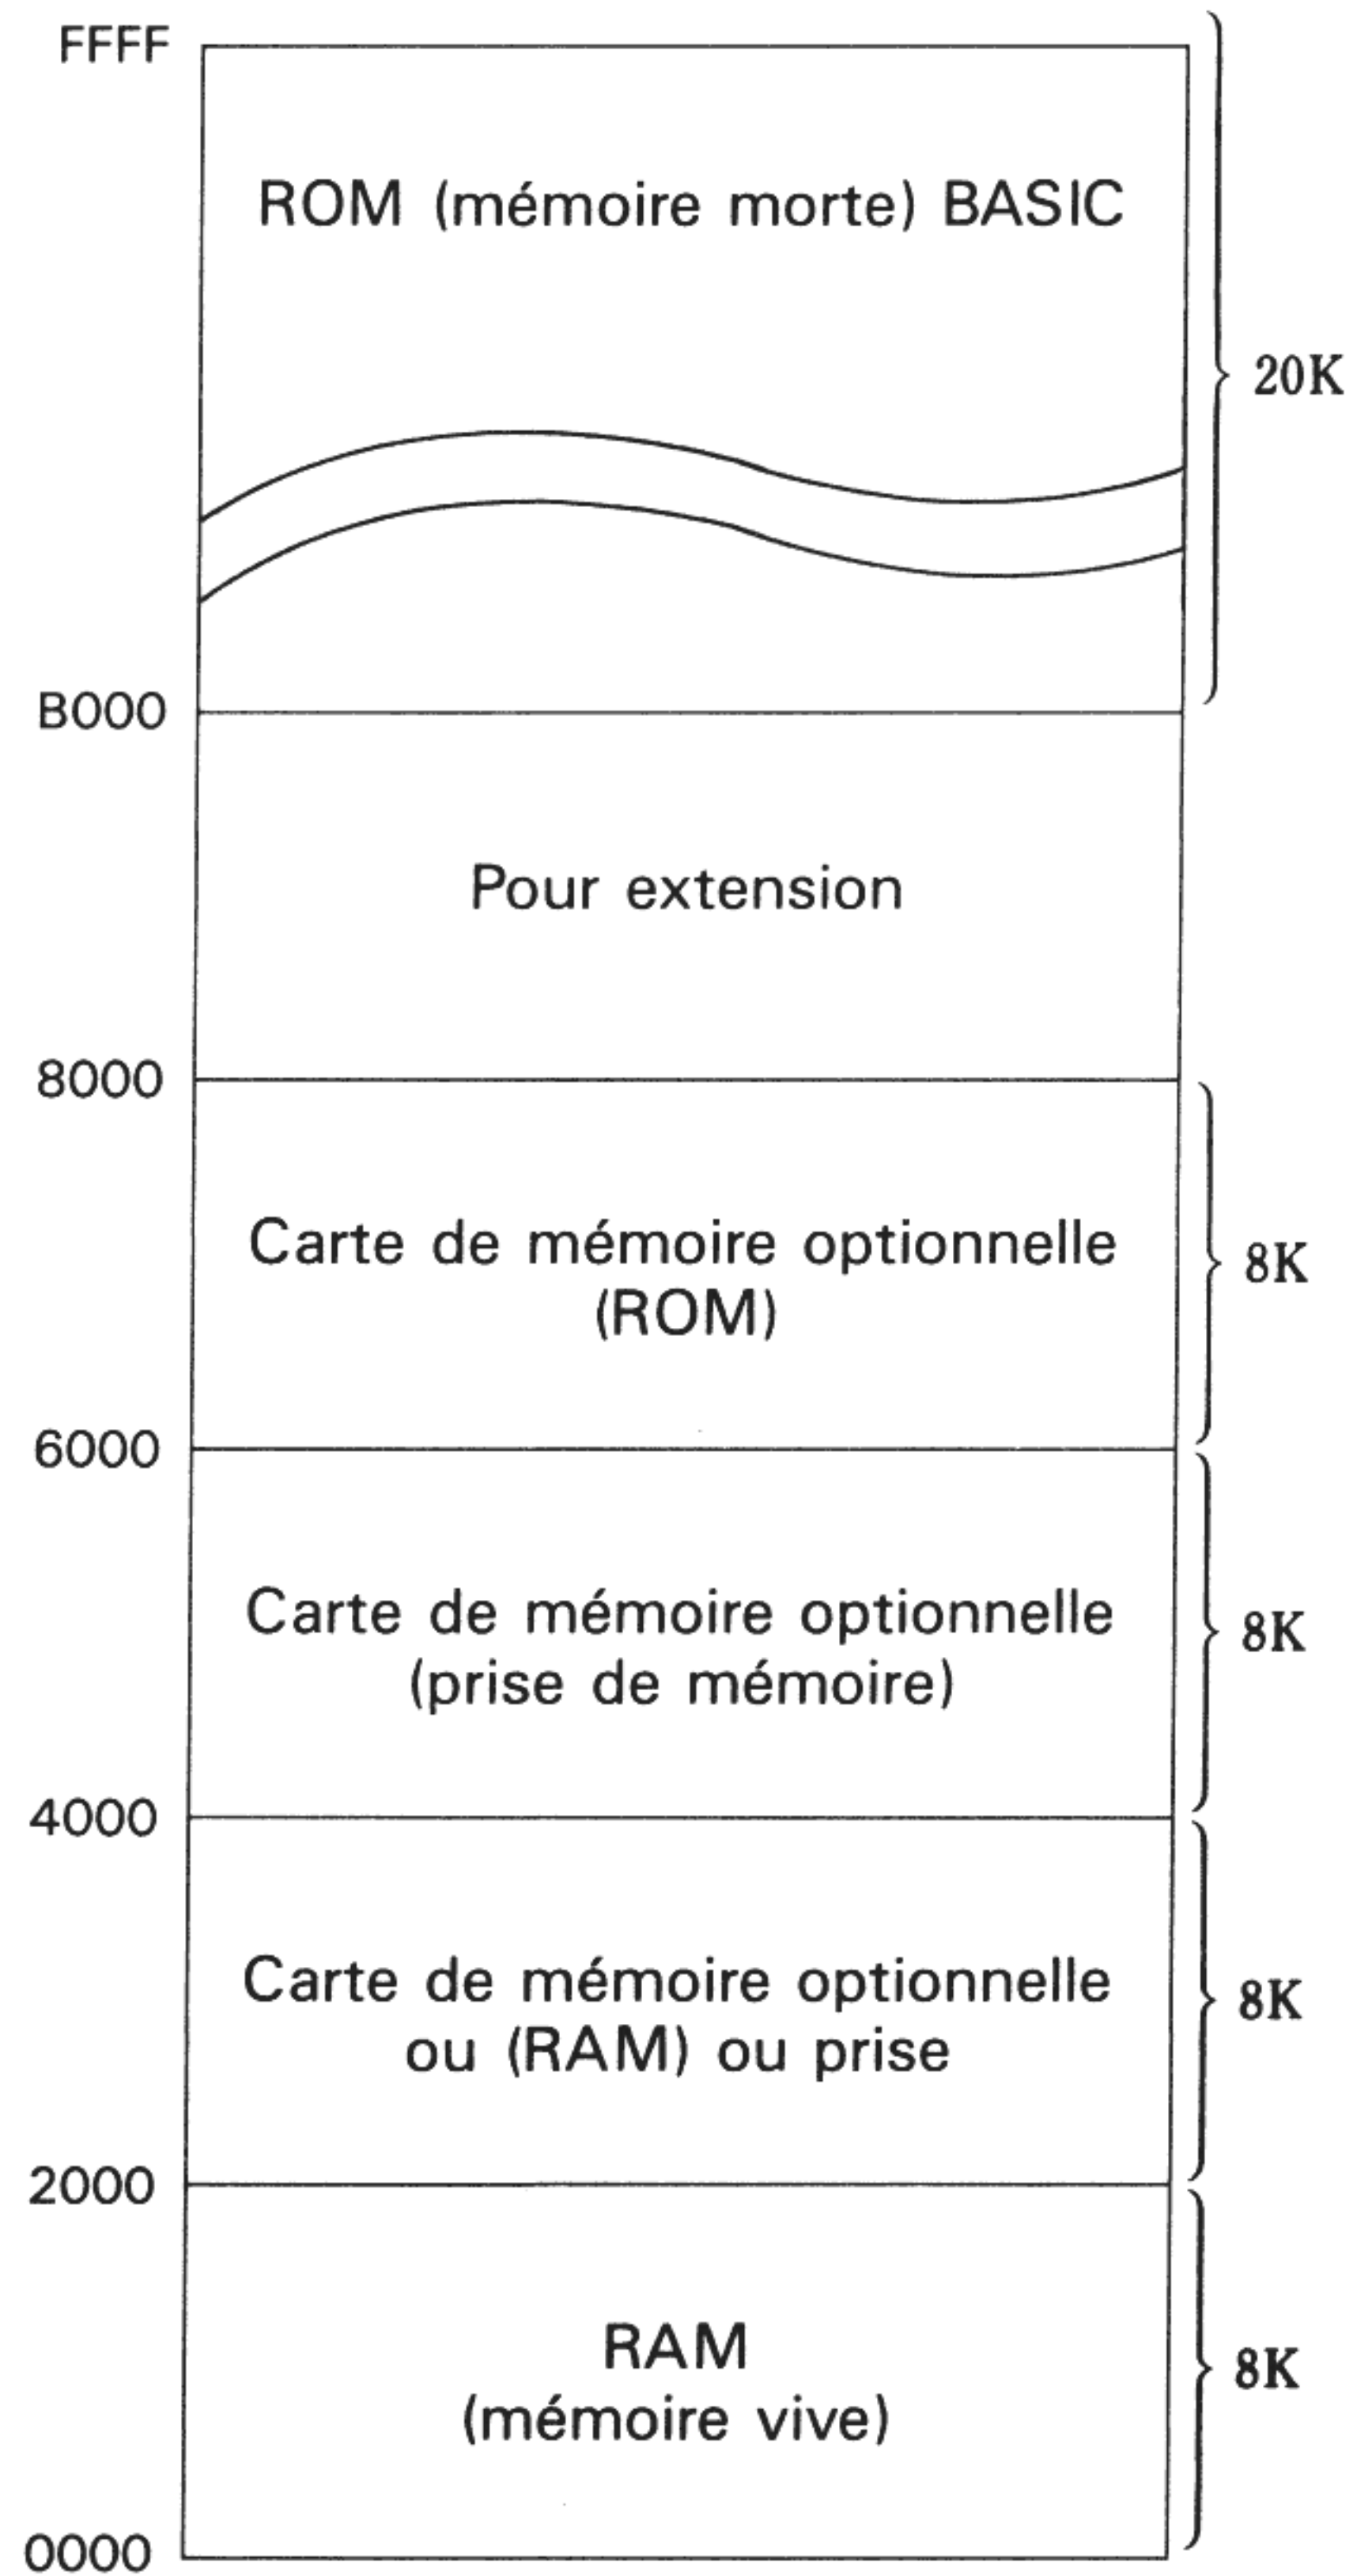 FFFF
ROM (mémoire morte) BASIC
20K
B000
Pour extension
8000
Carte de mémoire optionnelle
(ROM)
8K
6000
Carte de mémoire optionnelle
(prise de mémoire)
8K
4000
Carte de mémoire optionnelle
ou (RAM) ou prise
8K
2000
RAM
(mémoire vive)
8K
0000